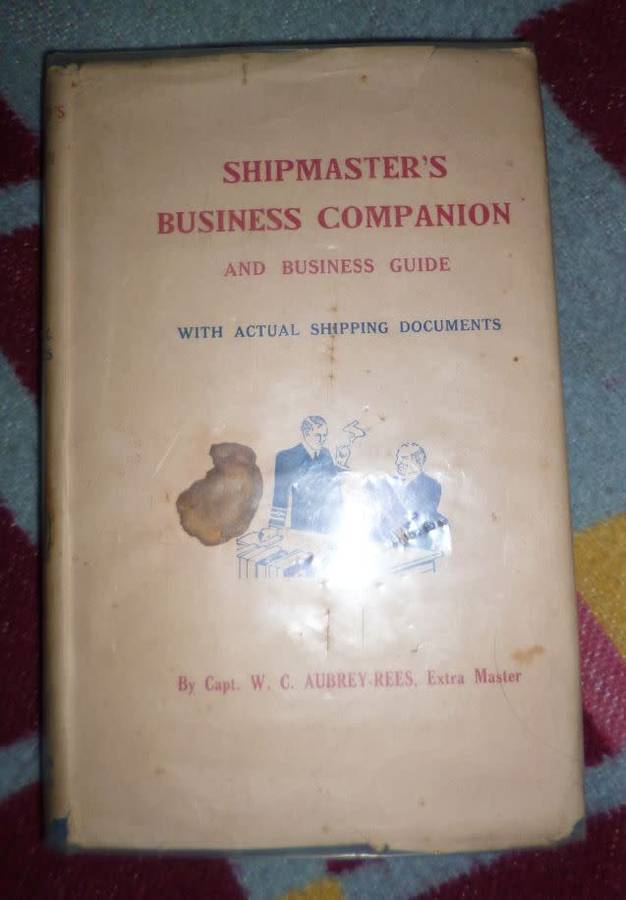 SHIPMASTER'S
BUSINESS COMPANION
AND BUSINESS GUIDE
WITH ACTUAL SHIPPING DOCUMENTS
By Capt. W. C. AUBREY-REES, Extra Master